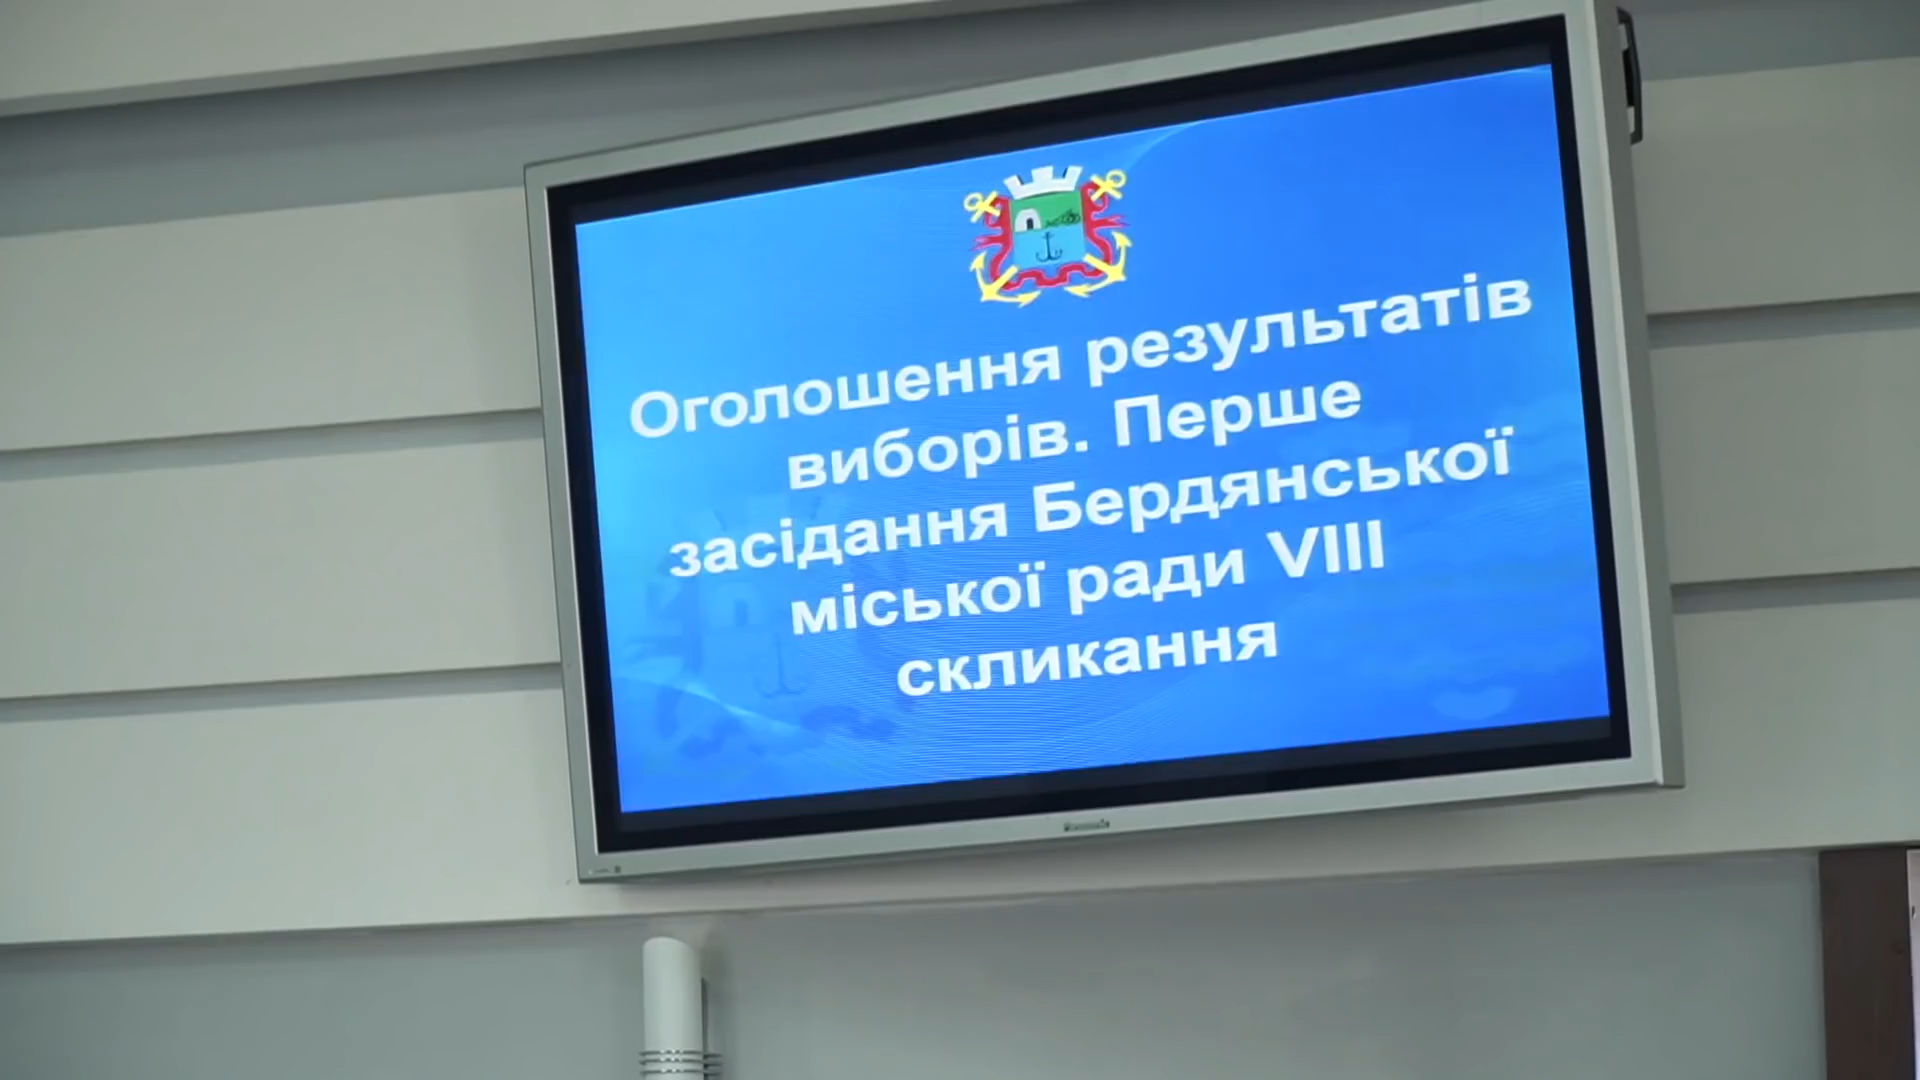 Оголошення результатів
виборів. Перше
засідання Бердянської
міської ради VIII
скликання